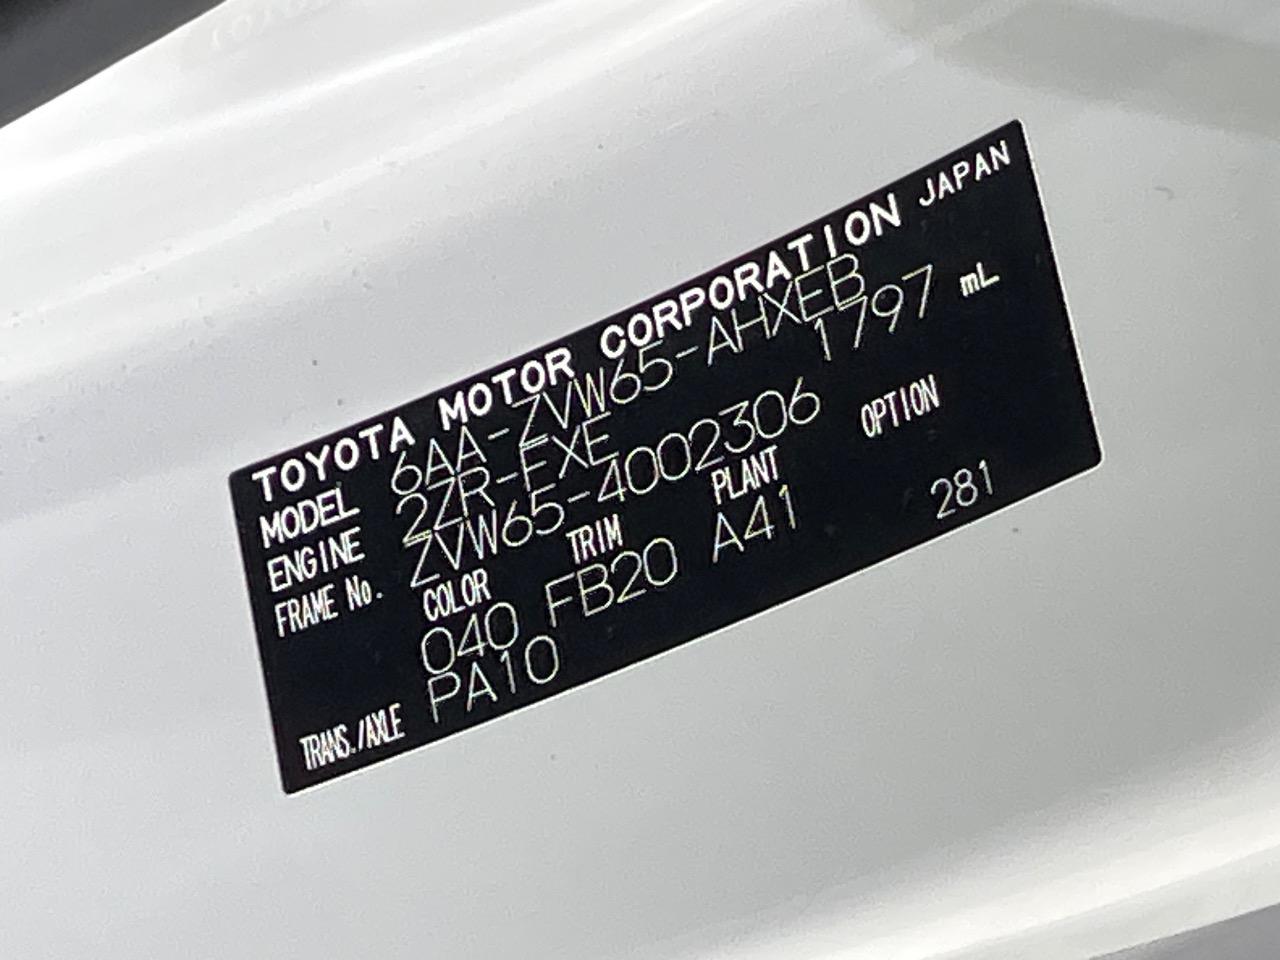 TOYOTA MOTOR CORPORATION JAPAN
MODEL 6AA-ZVW65-AHXEB
ENGINE 2ZR-FXE 1797 mL
FRAME No. ZVW65-4002306
COLOR TRIM PLANT OPTION
040 FB20 A41 281
TRANS./AXLE PA10